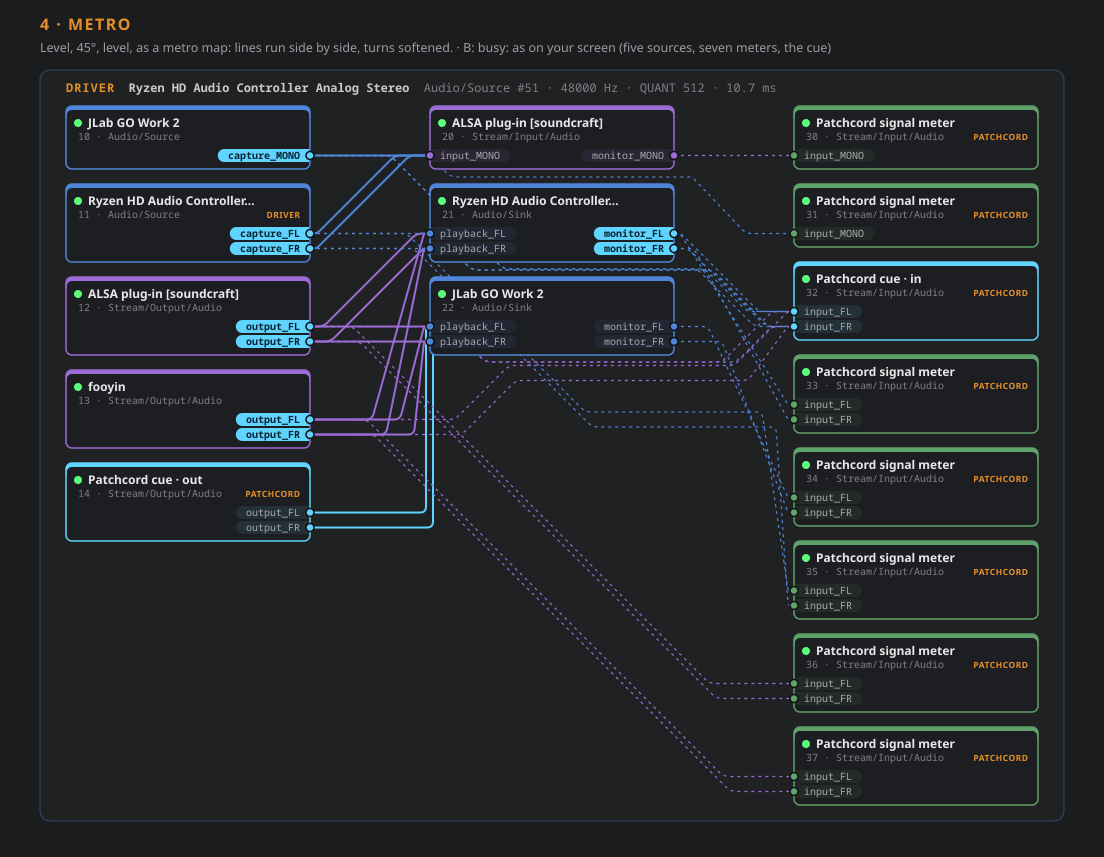 4 · METRO
Level, 45°, level, as a metro map: lines run side by side, turns softened. · B: busy: as on your screen (five sources, seven meters, the cue)
DRIVER Ryzen HD Audio Controller Analog Stereo Audio/Source #51 · 48000 Hz · QUANT 512 · 10.7 ms
JLab GO Work 2
10 · Audio/Source
capture_MONO
Ryzen HD Audio Controller…
11 · Audio/Source DRIVER
capture_FL
capture_FR
ALSA plug-in [soundcraft]
12 · Stream/Output/Audio
output_FL
output_FR
fooyin
13 · Stream/Output/Audio
output_FL
output_FR
Patchcord cue · out
14 · Stream/Output/Audio PATCHCORD
output_FL
output_FR
ALSA plug-in [soundcraft]
20 · Stream/Input/Audio
input_MONO monitor_MONO
Ryzen HD Audio Controller…
21 · Audio/Sink
playback_FL monitor_FL
playback_FR monitor_FR
JLab GO Work 2
22 · Audio/Sink
playback_FL monitor_FL
playback_FR monitor_FR
Patchcord signal meter
30 · Stream/Input/Audio PATCHCORD
input_MONO
Patchcord signal meter
31 · Stream/Input/Audio PATCHCORD
input_MONO
Patchcord cue · in
32 · Stream/Input/Audio PATCHCORD
input_FL
input_FR
Patchcord signal meter
33 · Stream/Input/Audio PATCHCORD
input_FL
input_FR
Patchcord signal meter
34 · Stream/Input/Audio PATCHCORD
input_FL
input_FR
Patchcord signal meter
35 · Stream/Input/Audio PATCHCORD
input_FL
input_FR
Patchcord signal meter
36 · Stream/Input/Audio PATCHCORD
input_FL
input_FR
Patchcord signal meter
37 · Stream/Input/Audio PATCHCORD
input_FL
input_FR